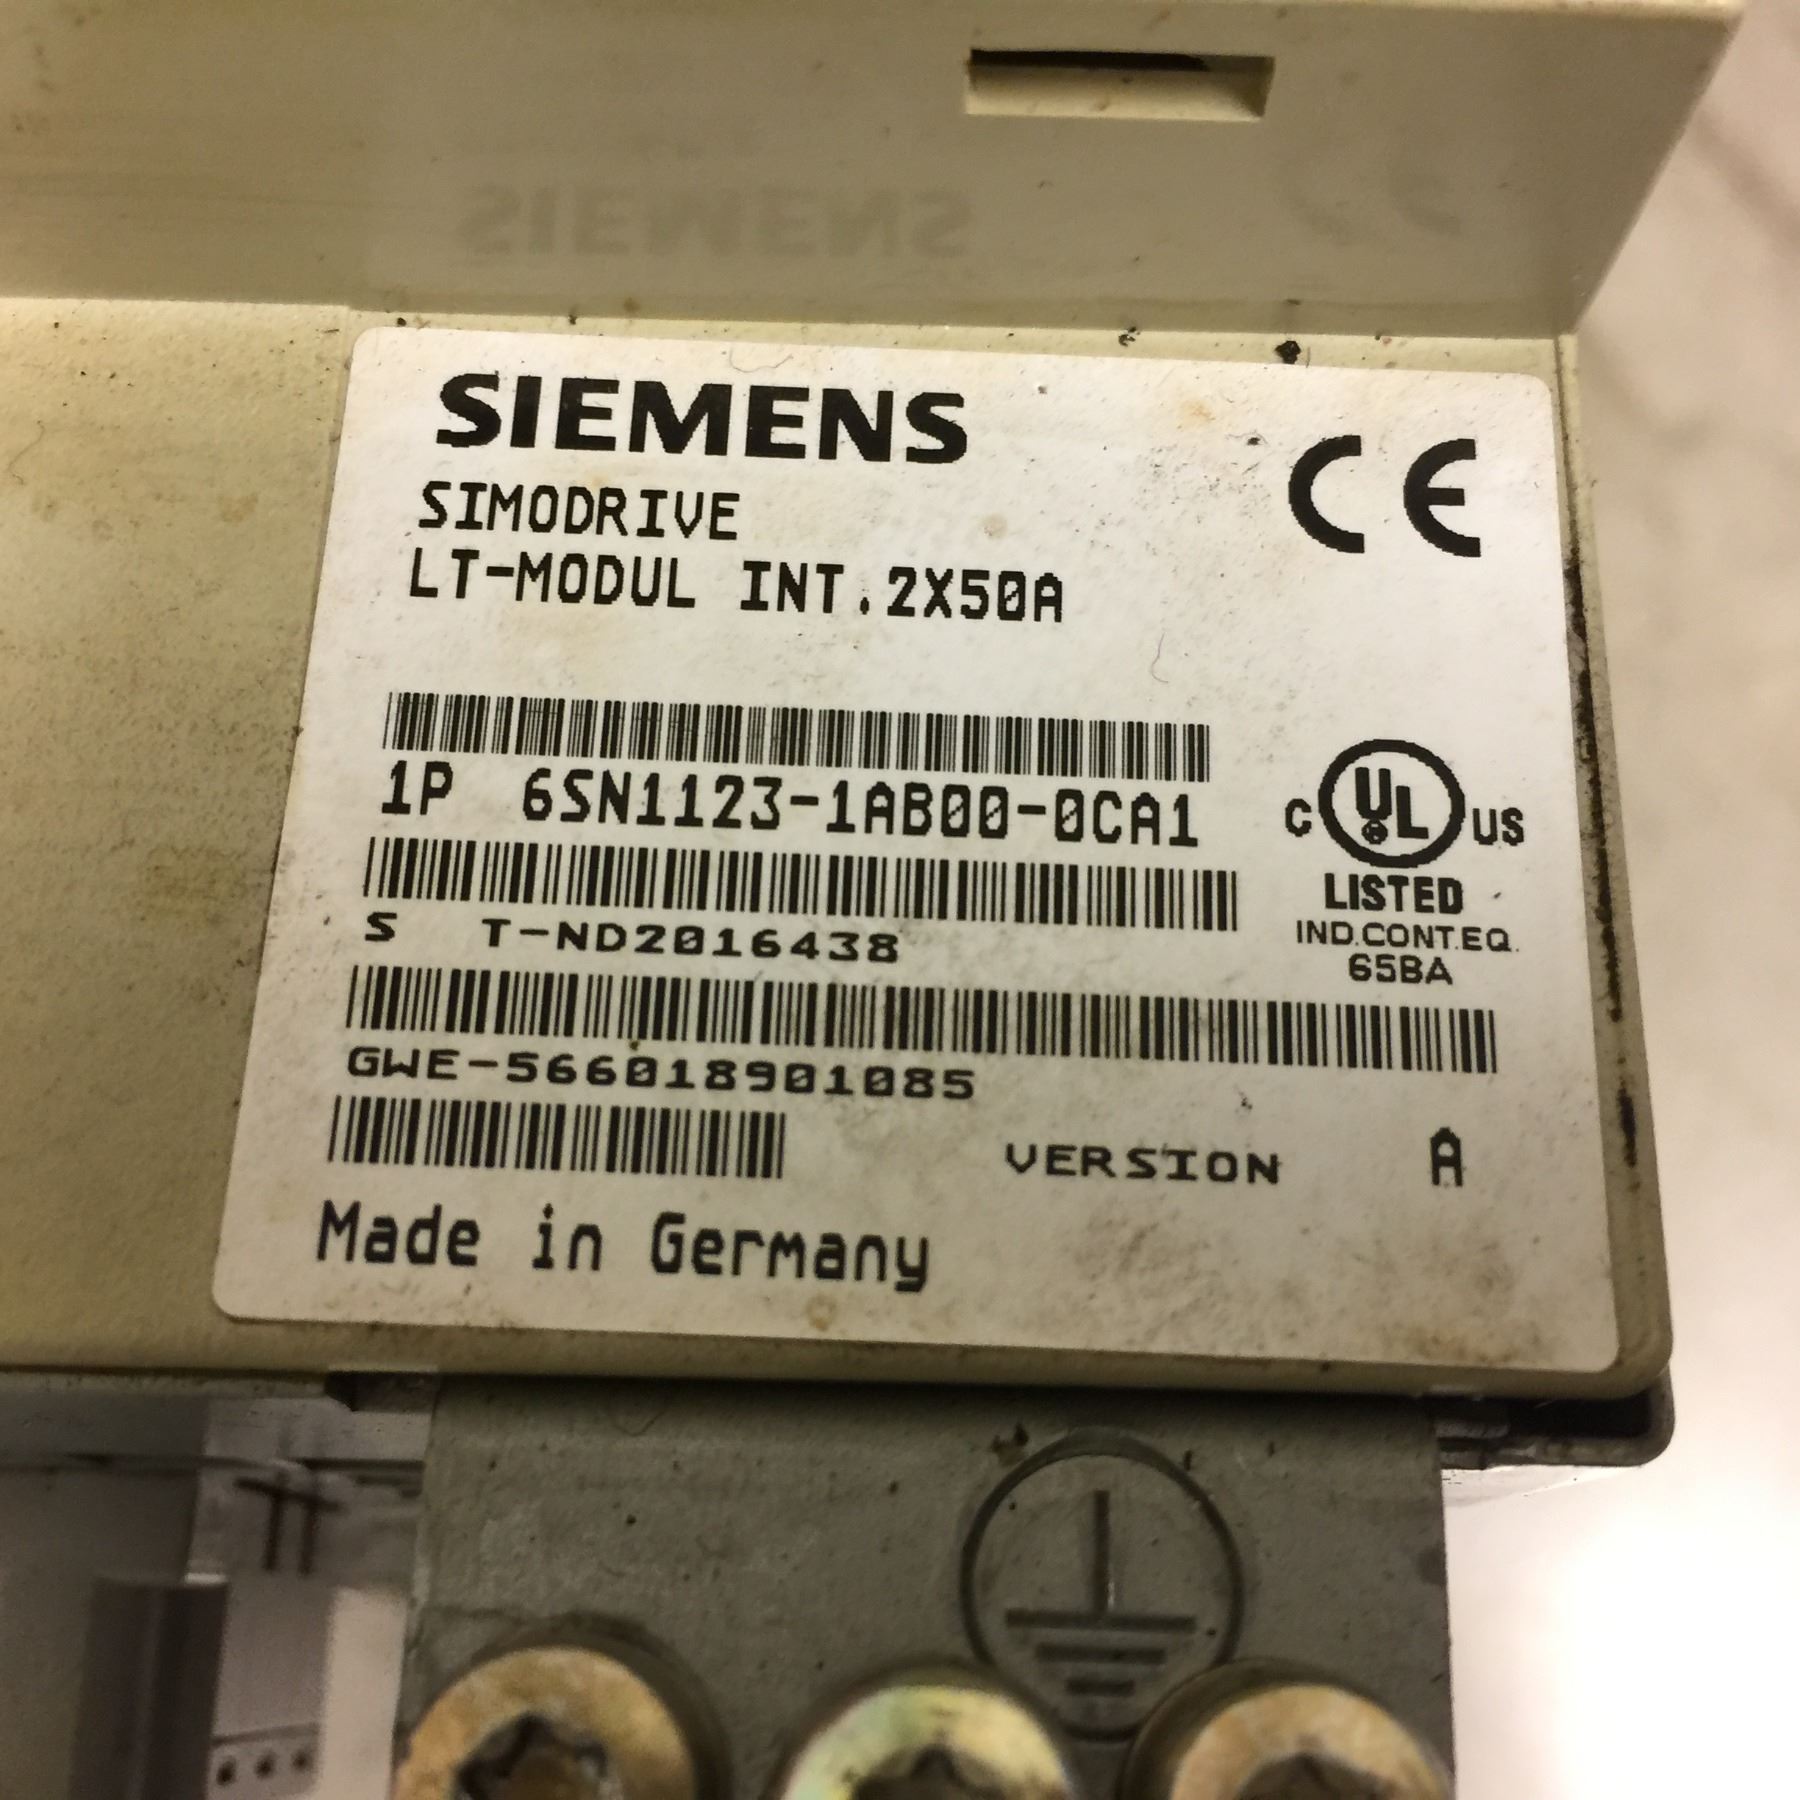 SIEMENS
SIEMENS
CE
SIMODRIVE
LT-MODUL INT.2X50A
1P 6SN1123-1AB00-0CA1
C UL US
LISTED
IND.CONT.EQ.
65BA
S T-ND2016438
GWE-566018901085
VERSION A
Made in Germany